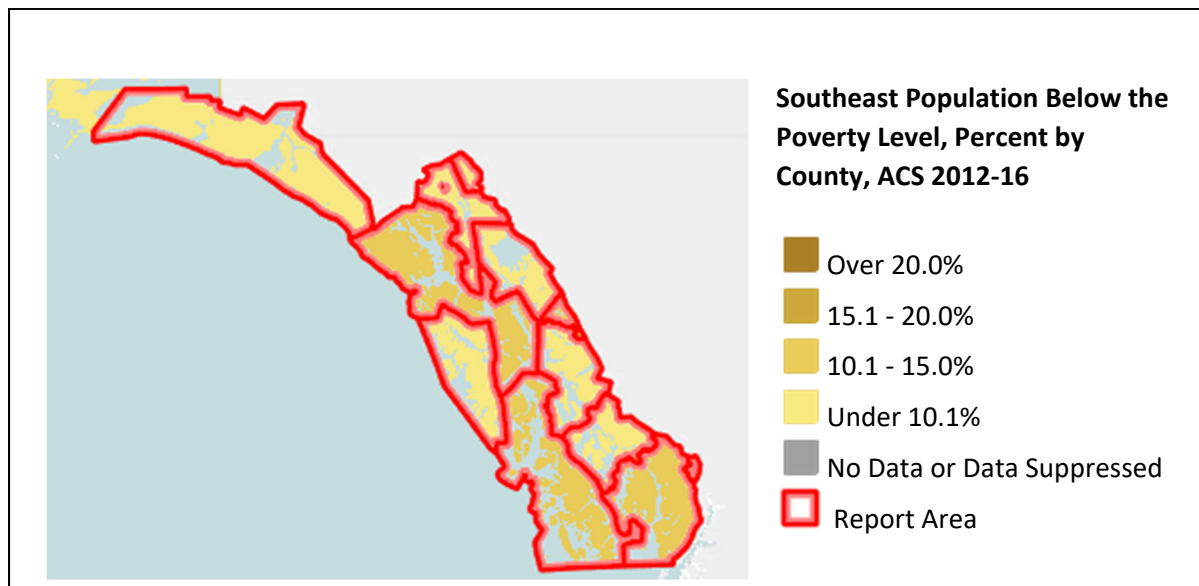 Southeast Population Below the
Poverty Level, Percent by
County, ACS 2012-16
Over 20.0%
15.1 - 20.0%
10.1 - 15.0%
Under 10.1%
No Data or Data Suppressed
Report Area